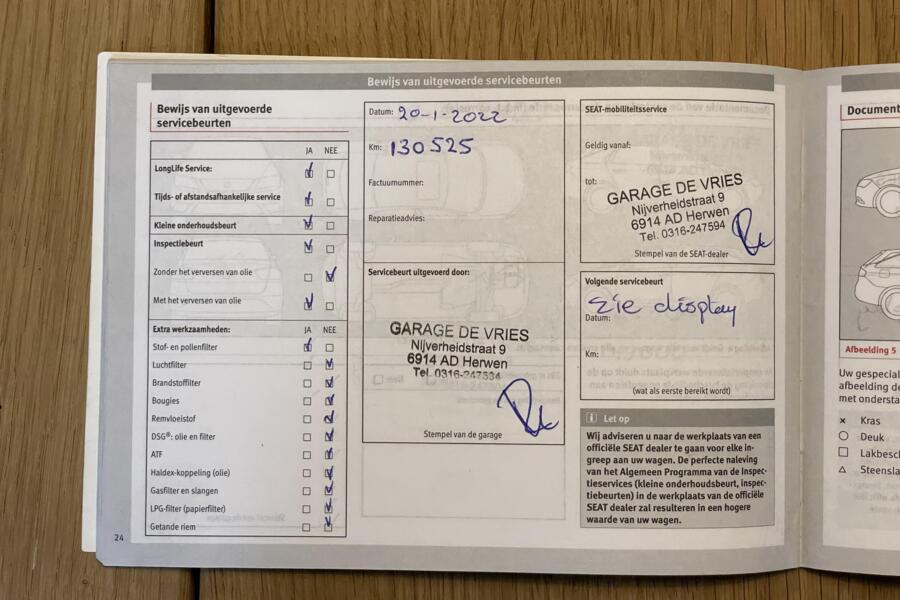 Bewijs van uitgevoerde servicebeurten
Bewijs van uitgevoerde
servicebeurten
JA NEE
LongLife Service:
Tijds- of afstandsafhankelijke service
Kleine onderhoudsbeurt
Inspectiebeurt
Zonder het verversen van olie
Met het verversen van olie
Extra werkzaamheden: JA NEE
Stof- en pollenfilter
Luchtfilter
Brandstoffilter
Bougies
Remvloeistof
DSG®: olie en filter
ATF
Haldex-koppeling (olie)
Gasfilter en slangen
LPG-filter (papierfilter)
Getande riem
24
Datum: 20-1-2022
Km: 130525
Factuurnummer:
Reparatieadvies:
Servicebeurt uitgevoerd door:
GARAGE DE VRIES
Nijverheidstraat 9
6914 AD Herwen
Tel. 0316-247594
Stempel van de garage
SEAT-mobiliteitsservice
Geldig vanaf:
tot:
GARAGE DE VRIES
Nijverheidstraat 9
6914 AD Herwen
Tel. 0316-247594
Stempel van de SEAT-dealer
Volgende servicebeurt
zie display
Datum:
Km:
(wat als eerste bereikt wordt)
i Let op
Wij adviseren u naar de werkplaats van een
officiële SEAT dealer te gaan voor elke in-
greep aan uw wagen. De perfecte naleving
van het Algemeen Programma van de Inspec-
tieservices (kleine onderhoudsbeurt, inspec-
tiebeurten) in de werkplaats van de officiële
SEAT dealer zal resulteren in een hogere
waarde van uw wagen.
Document
Afbeelding 5
Uw gespecial
afbeelding de
met ondersta
× Kras
Deuk
Lakbesc
Steensla